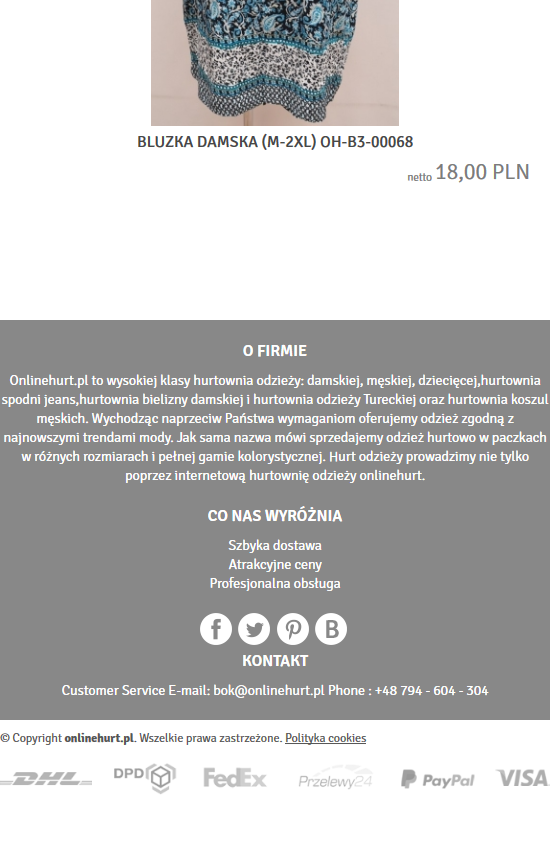 BLUZKA DAMSKA (M-2XL) OH-B3-00068
netto 18,00 PLN
O FIRMIE
Onlinehurt.pl to wysokiej klasy hurtownia odzieży: damskiej, męskiej, dziecięcej,hurtownia
spodni jeans,hurtownia bielizny damskiej i hurtownia odzieży Tureckiej oraz hurtownia koszul
męskich. Wychodząc naprzeciw Państwa wymaganiom oferujemy odzież zgodną z
najnowszymi trendami mody. Jak sama nazwa mówi sprzedajemy odzież hurtowo w paczkach
w różnych rozmiarach i pełnej gamie kolorystycznej. Hurt odzieży prowadzimy nie tylko
poprzez internetową hurtownię odzieży onlinehurt.
CO NAS WYRÓŻNIA
Szbyka dostawa
Atrakcyjne ceny
Profesjonalna obsługa
KONTAKT
Customer Service E-mail: bok@onlinehurt.pl Phone : +48 794 - 604 - 304
© Copyright onlinehurt.pl. Wszelkie prawa zastrzeżone. Polityka cookies
DHL DPD FedEx Przelewy24 PayPal VISA